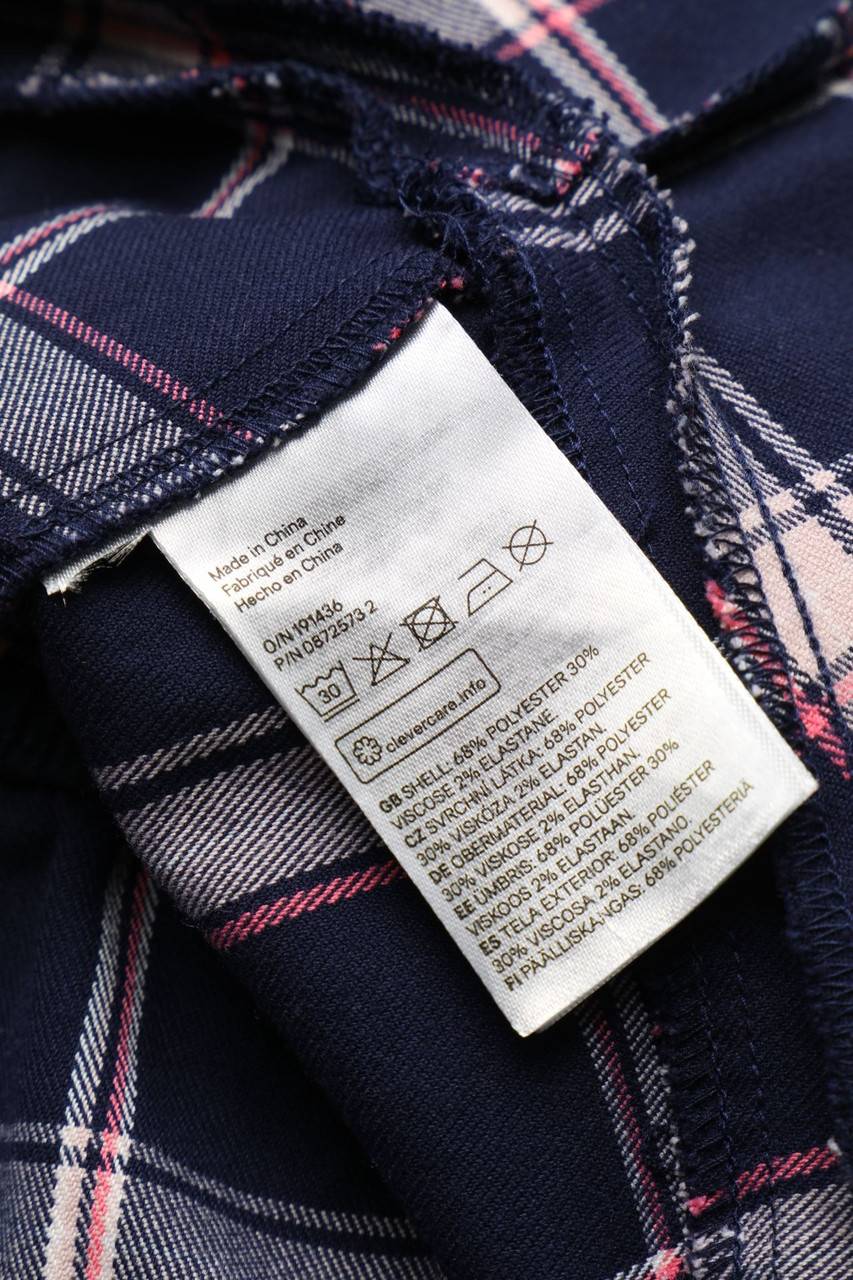 Made in China
Fabriqué en Chine
Hecho en China
O/N 191436
P/N D872573 2
30
clevercare.info
GB SHELL: 68% POLYESTER 30%
VISCOSE 2% ELASTANE.
CZ SVRCHNÍ LÁTKA: 68% POLYESTER
30% VISKÓZA 2% ELASTAN.
DE OBERMATERIAL: 68% POLYESTER
30% VISKOSE 2% ELASTHAN.
EE ÜMBRIS: 68% POLÜESTER 30%
VISKOOS 2% ELASTAAN.
ES TELA EXTERIOR: 68% POLIÉSTER
30% VISCOSA 2% ELASTANO.
FI PÄÄLLISKANGAS: 68% POLYESTERIÄ